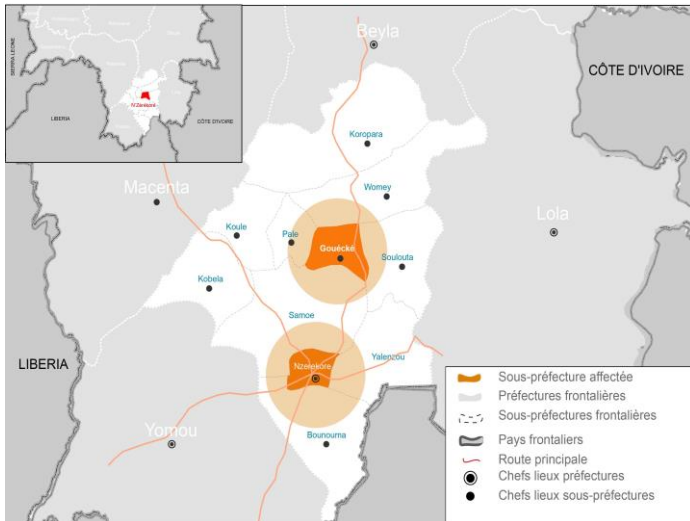 SIERRA LEONE
LIBERIA
N'Zérékoré
CÔTE D'IVOIRE
Beyla
CÔTE D'IVOIRE
Koropara
Macenta
Womey
Lola
Koule
Pale
Gouécké
Soulouta
Kobela
Samoe
LIBERIA
Nzerekore
Yalenzou
Yomou
Bounouma
Sous-préfecture affectée
Préfectures frontalières
Sous-préfectures frontalières
Pays frontaliers
Route principale
Chefs lieux préfectures
Chefs lieux sous-préfectures